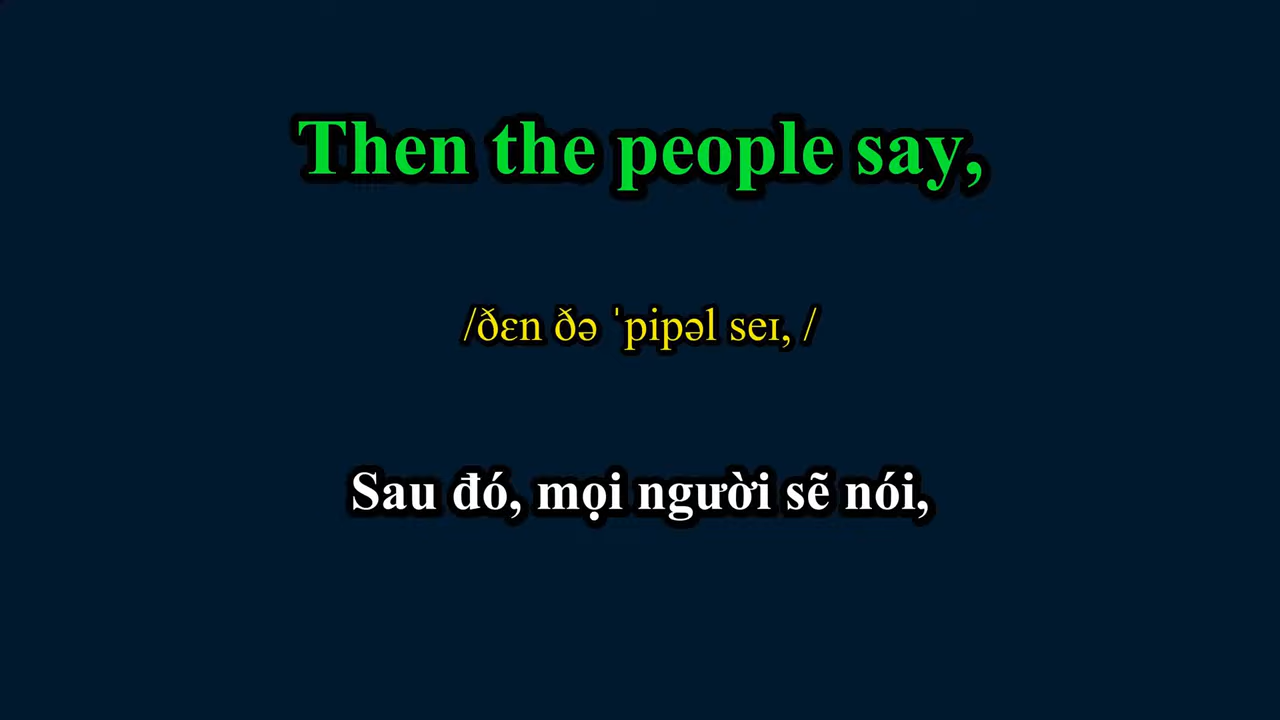 Then the people say,
/ðɛn ðə ˈpipəl seɪ, /
Sau đó, mọi người sẽ nói,